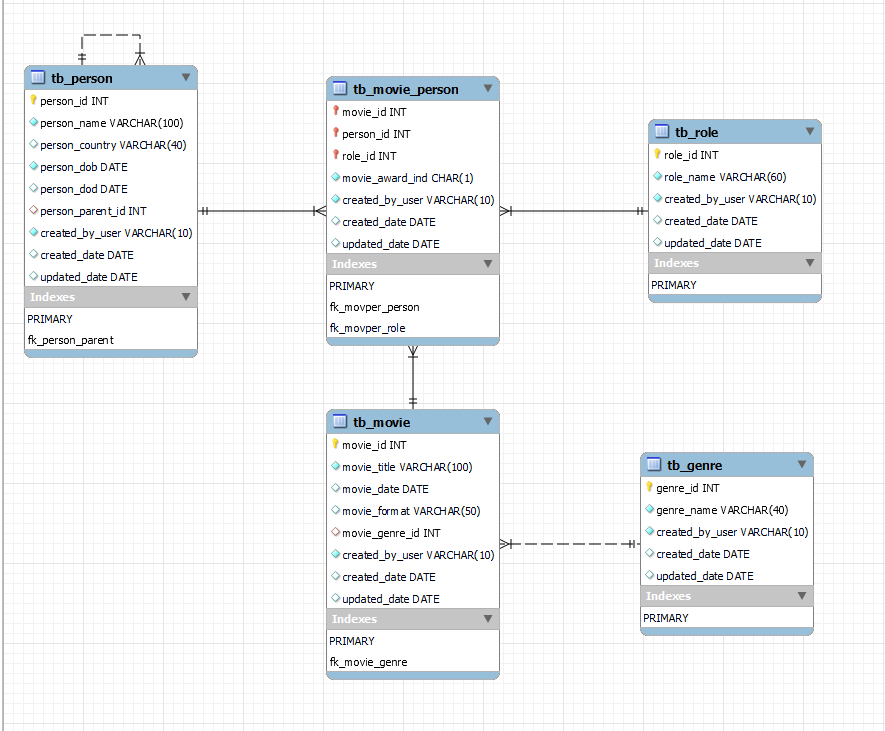 tb_person
person_id INT
person_name VARCHAR(100)
person_country VARCHAR(40)
person_dob DATE
person_dod DATE
person_parent_id INT
created_by_user VARCHAR(10)
created_date DATE
updated_date DATE
Indexes
PRIMARY
fk_person_parent
tb_movie_person
movie_id INT
person_id INT
role_id INT
movie_award_ind CHAR(1)
created_by_user VARCHAR(10)
created_date DATE
updated_date DATE
Indexes
PRIMARY
fk_movper_person
fk_movper_role
tb_role
role_id INT
role_name VARCHAR(60)
created_by_user VARCHAR(10)
created_date DATE
updated_date DATE
Indexes
PRIMARY
tb_movie
movie_id INT
movie_title VARCHAR(100)
movie_date DATE
movie_format VARCHAR(50)
movie_genre_id INT
created_by_user VARCHAR(10)
created_date DATE
updated_date DATE
Indexes
PRIMARY
fk_movie_genre
tb_genre
genre_id INT
genre_name VARCHAR(40)
created_by_user VARCHAR(10)
created_date DATE
updated_date DATE
Indexes
PRIMARY